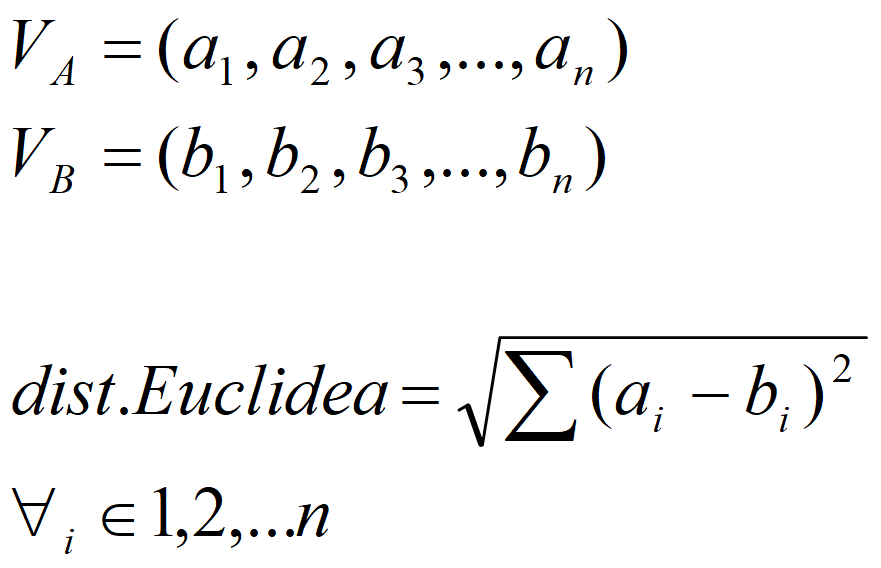 V_A = (a_1, a_2, a_3,..., a_n)
V_B = (b_1, b_2, b_3,..., b_n)
dist.Euclidea = √∑(a_i − b_i)^2
∀_i ∈ 1,2,...n